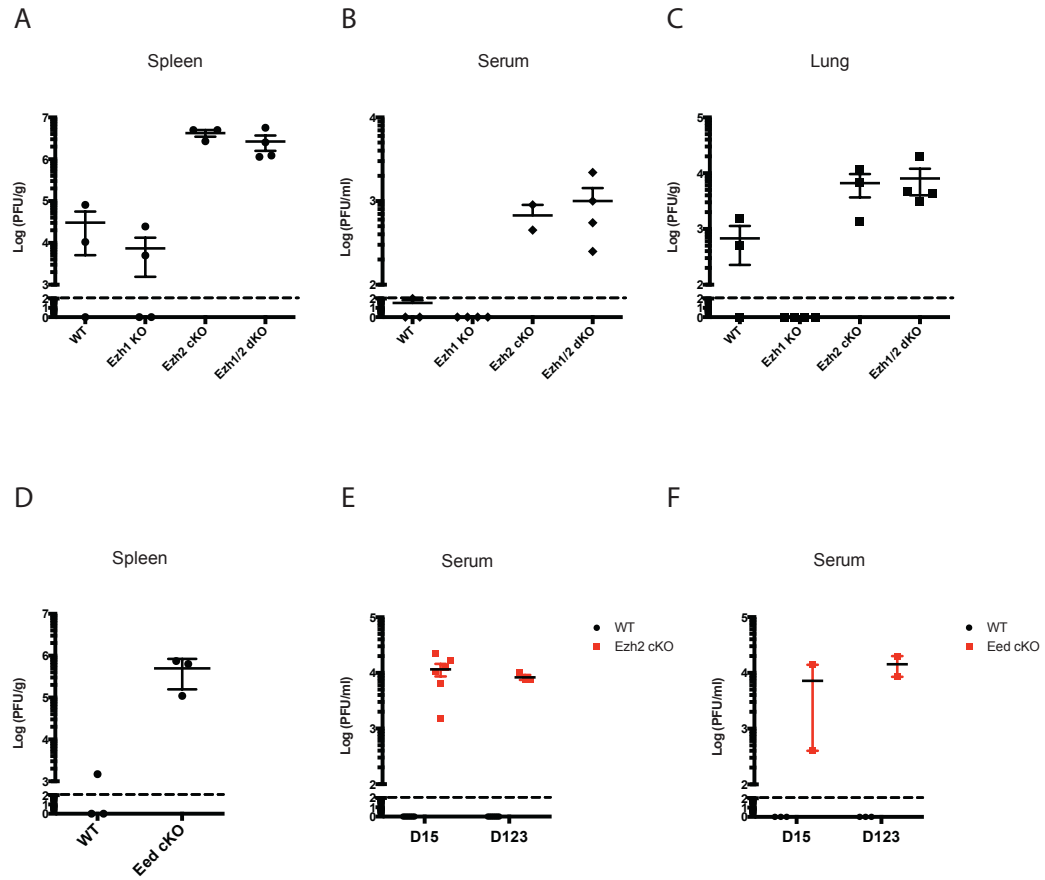 A
B
C
Spleen
Serum
Lung
Log (PFU/g)
7
6
5
4
3
2
1
0
WT
Ezh1 KO
Ezh2 cKO
Ezh1/2 dKO
Log (PFU/ml)
4
3
2
2
1
0
WT
Ezh1 KO
Ezh2 cKO
Ezh1/2 dKO
Log (PFU/g)
5
4
3
2
2
1
0
WT
Ezh1 KO
Ezh2 cKO
Ezh1/2 dKO
D
E
F
Spleen
Serum
Serum
Log (PFU/g)
7
6
5
4
3
2
1
0
WT
Eed cKO
Log (PFU/ml)
5
4
3
2
2
1
0
D15
D123
WT
Ezh2 cKO
Log (PFU/ml)
5
4
3
2
2
1
0
D15
D123
WT
Eed cKO